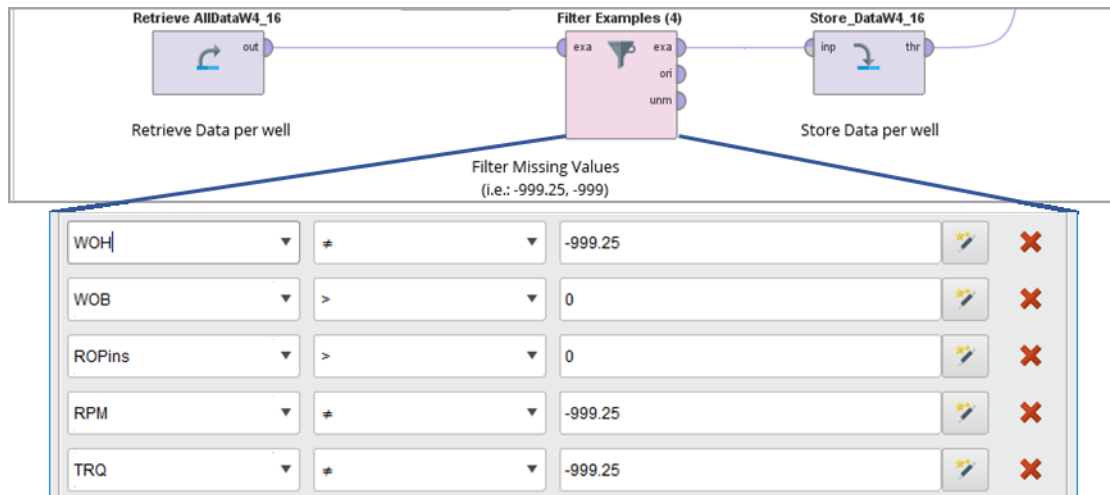 Retrieve AllDataW4_16
Filter Examples (4)
Store_DataW4_16
out
exa
exa
inp
thr
ori
unm
Retrieve Data per well
Store Data per well
Filter Missing Values
(i.e.: -999.25, -999)
WOH ≠ -999.25
WOB > 0
ROPins > 0
RPM ≠ -999.25
TRQ ≠ -999.25